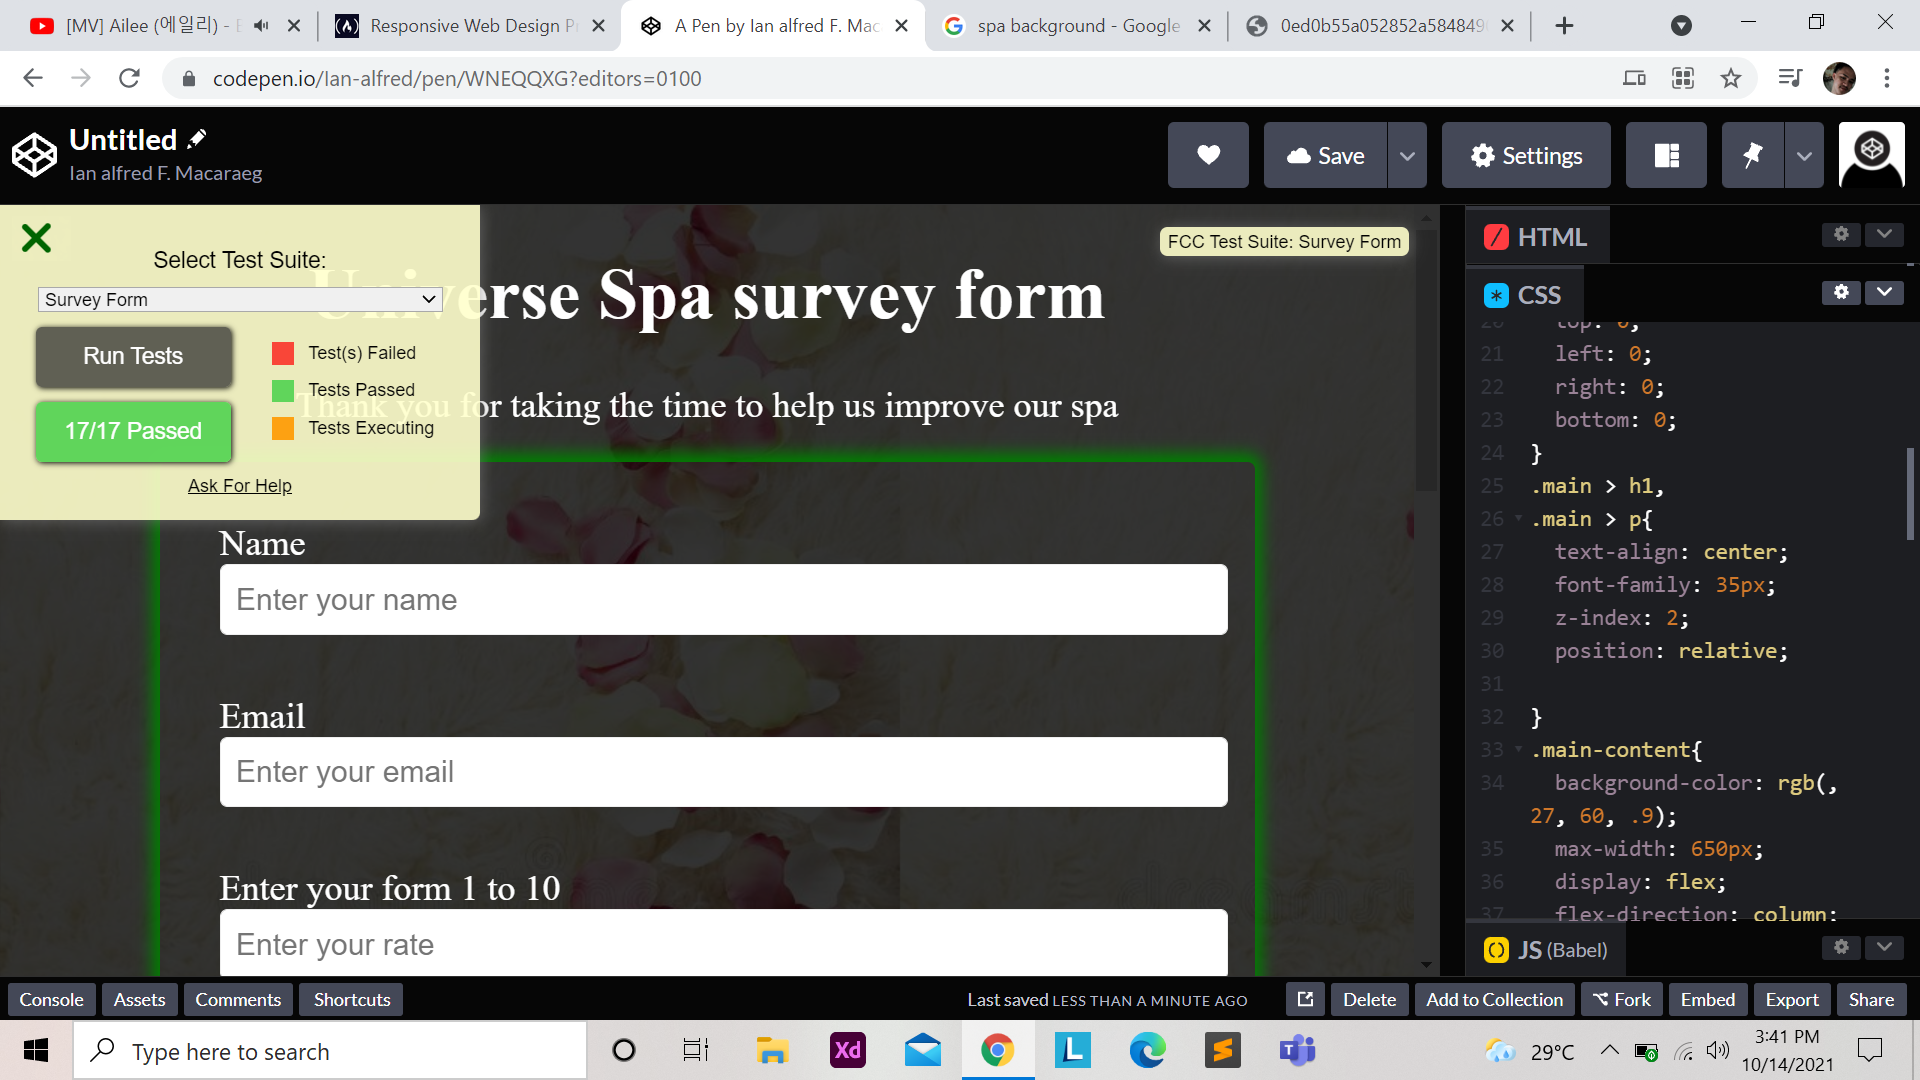 [MV] Ailee (에일리) -
Responsive Web Design P
A Pen by Ian alfred F. Mac
spa background - Google
0ed0b55a052852a584849
codepen.io/Ian-alfred/pen/WNEQQXG?editors=0100
Untitled
Ian alfred F. Macaraeg
Save
Settings
Select Test Suite:
Survey Form
Run Tests
Test(s) Failed
Tests Passed
17/17 Passed
Tests Executing
Ask For Help
FCC Test Suite: Survey Form
Universe Spa survey form
Thank you for taking the time to help us improve our spa
Name
Enter your name
Email
Enter your email
Enter your form 1 to 10
Enter your rate
HTML
CSS
20 top: 0;
21 left: 0;
22 right: 0;
23 bottom: 0;
24 }
25 .main > h1,
26 .main > p{
27 text-align: center;
28 font-family: 35px;
29 z-index: 2;
30 position: relative;
31
32 }
33 .main-content{
34 background-color: rgb(,
27, 60, .9);
35 max-width: 650px;
36 display: flex;
37 flex-direction: column;
JS (Babel)
Console
Assets
Comments
Shortcuts
Last saved LESS THAN A MINUTE AGO
Delete
Add to Collection
Fork
Embed
Export
Share
Type here to search
Xd
L
29°C
3:41 PM
10/14/2021